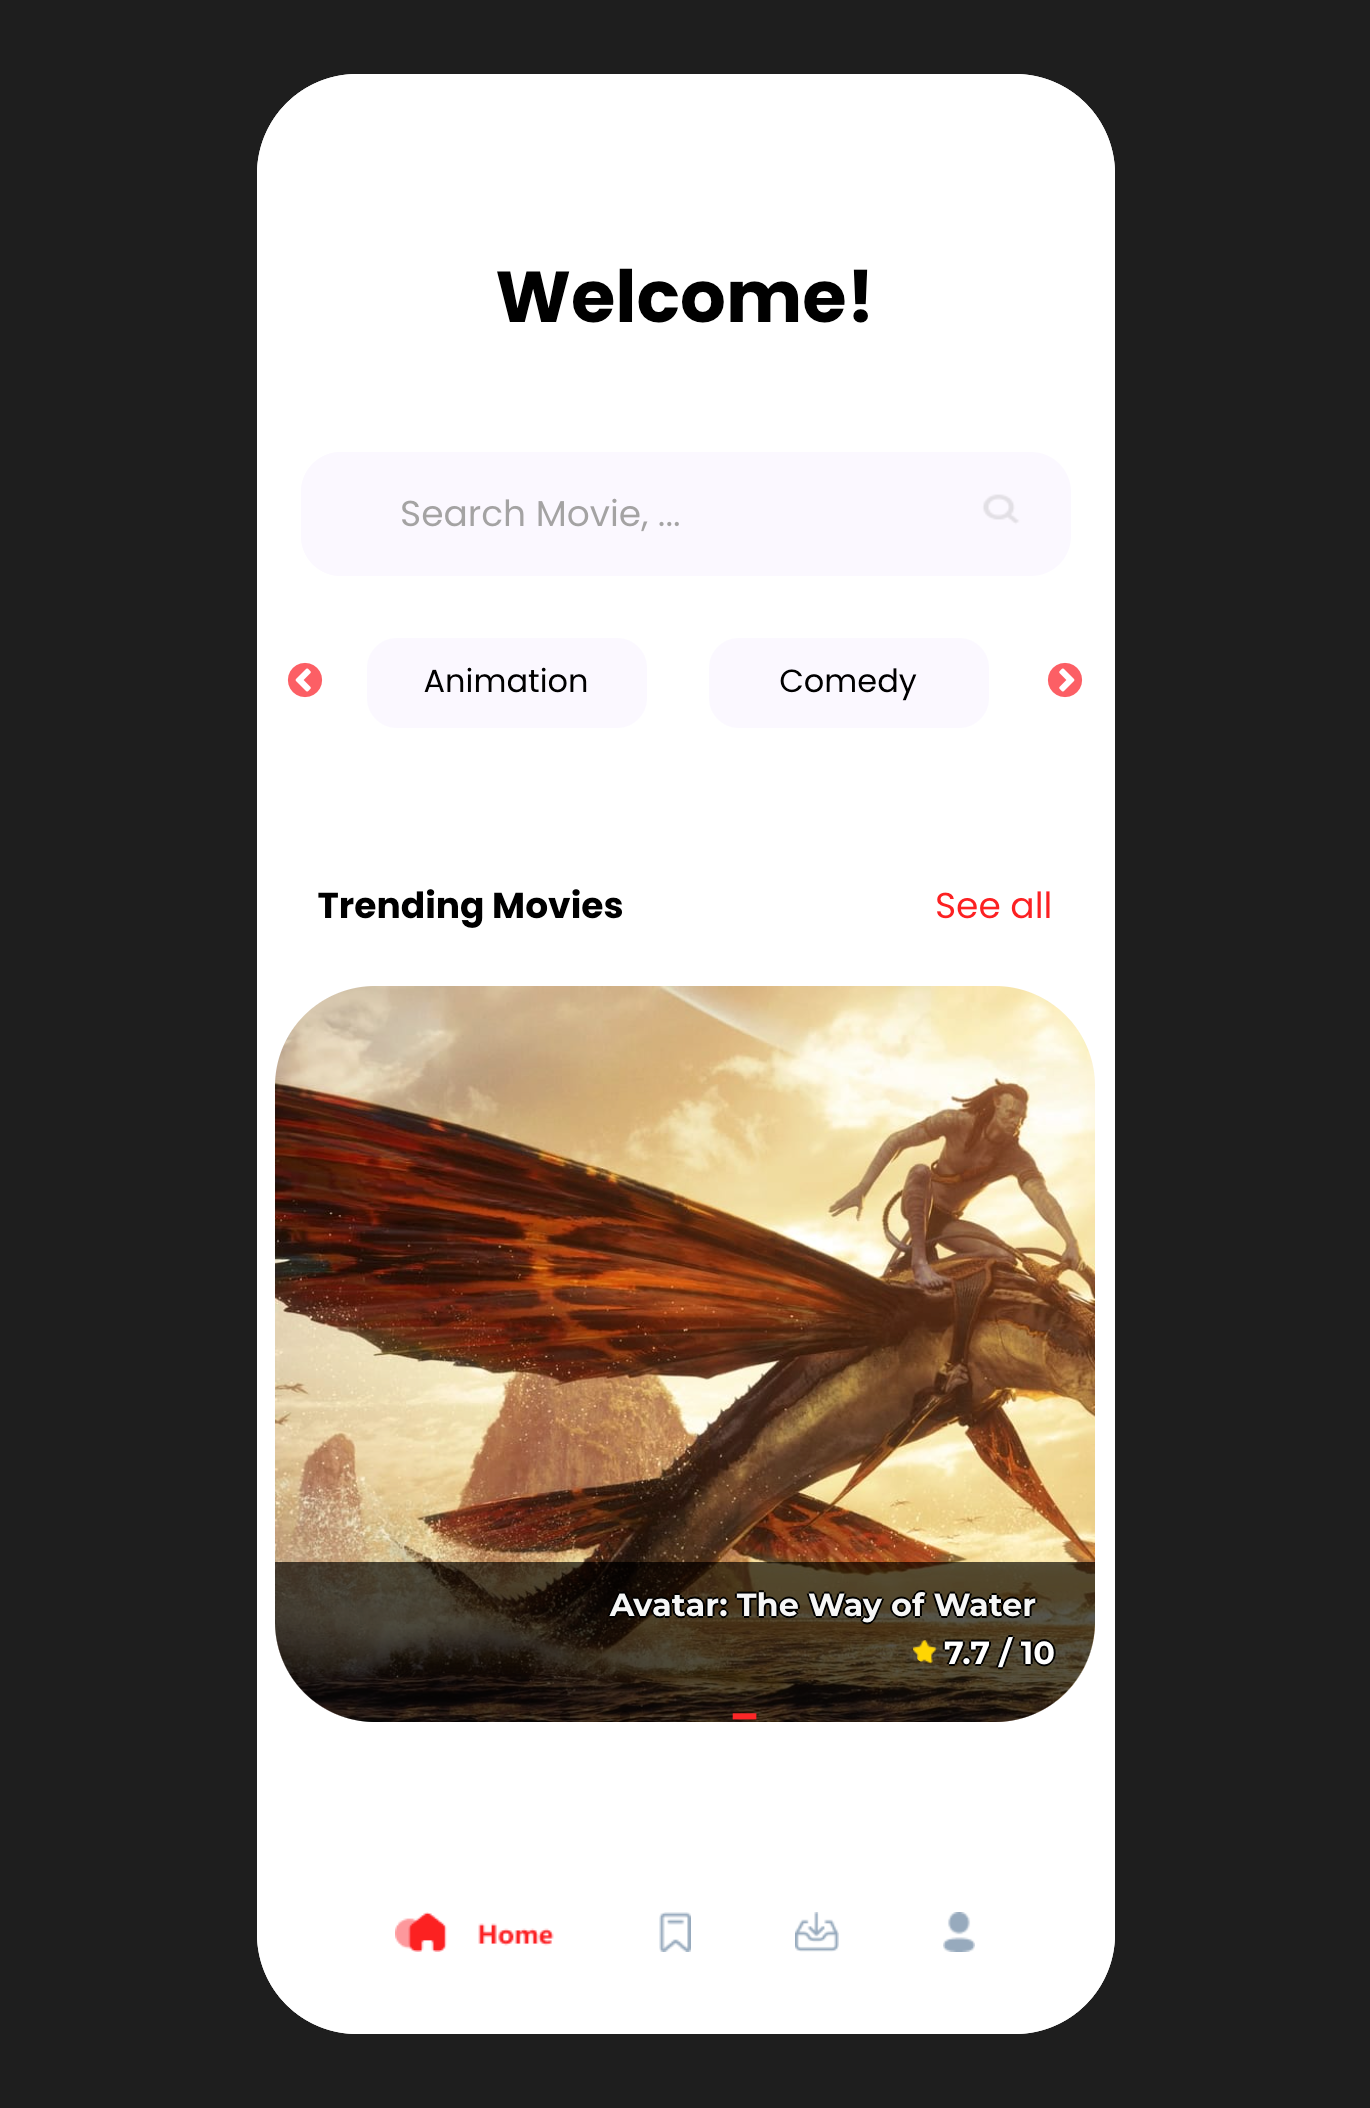 Welcome!
Search Movie, ...
Animation
Comedy
Trending Movies
See all
Avatar: The Way of Water
7.7 / 10
Home